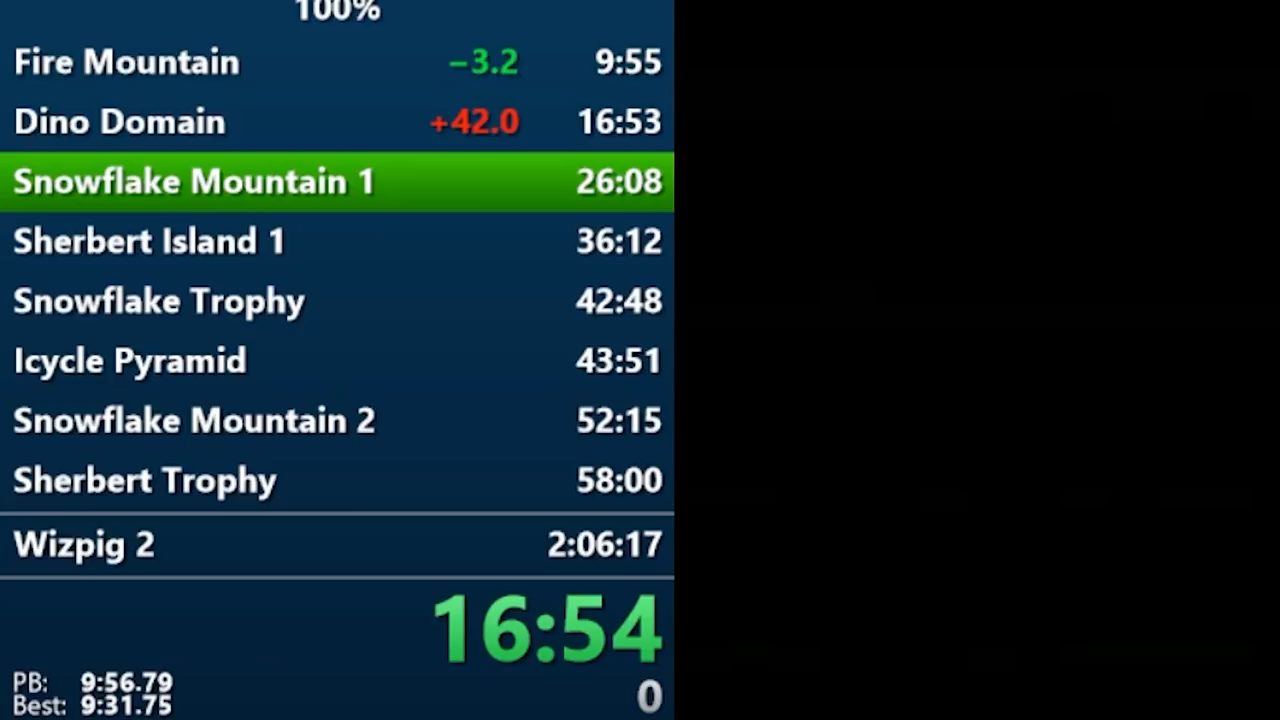 100%
Fire Mountain −3.2 9:55
Dino Domain +42.0 16:53
Snowflake Mountain 1 26:08
Sherbert Island 1 36:12
Snowflake Trophy 42:48
Icycle Pyramid 43:51
Snowflake Mountain 2 52:15
Sherbert Trophy 58:00
Wizpig 2 2:06:17
16:54
PB: 9:56.79
Best: 9:31.75 0